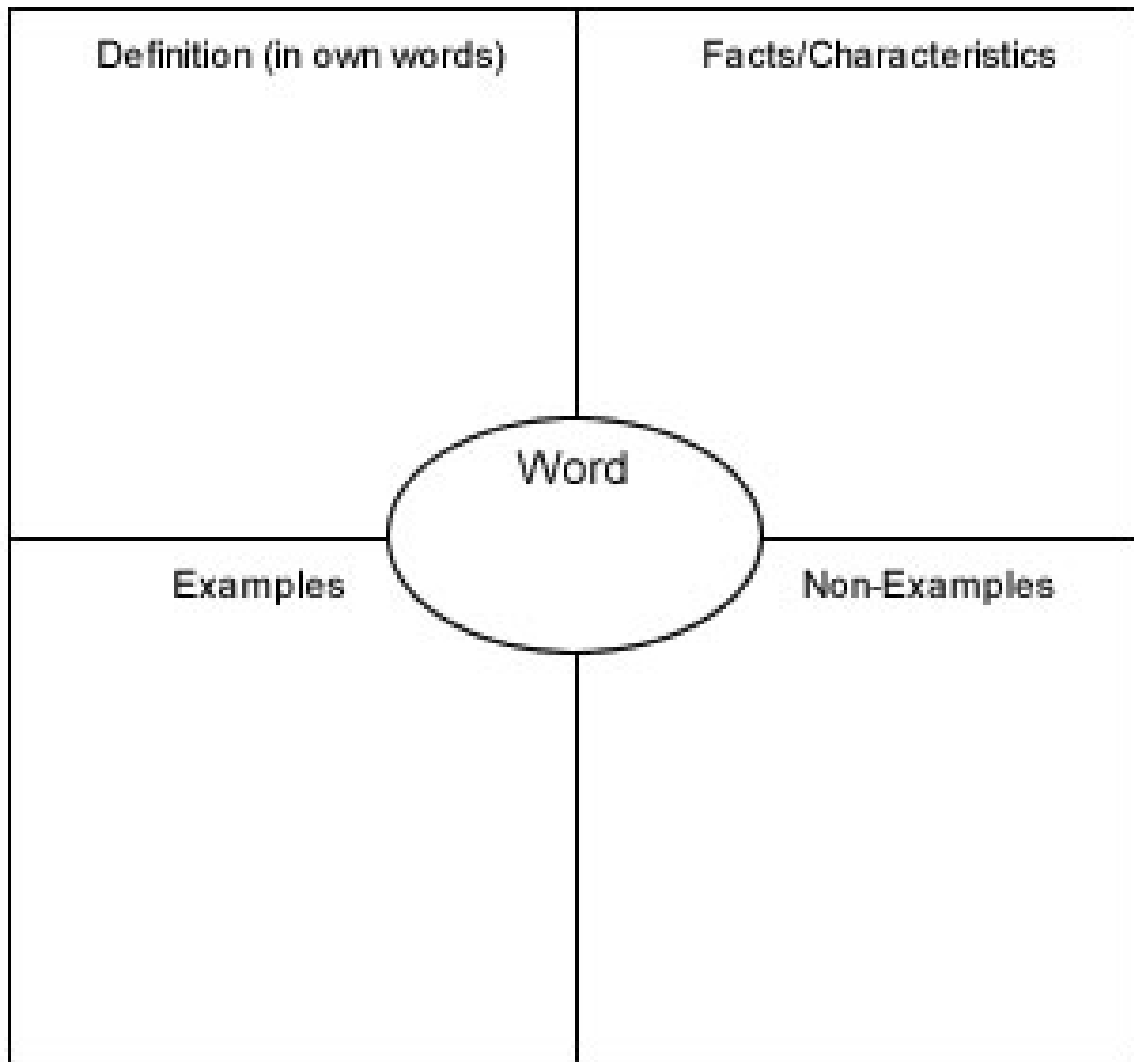 Definition (in own words)
Facts/Characteristics
Word
Examples
Non-Examples